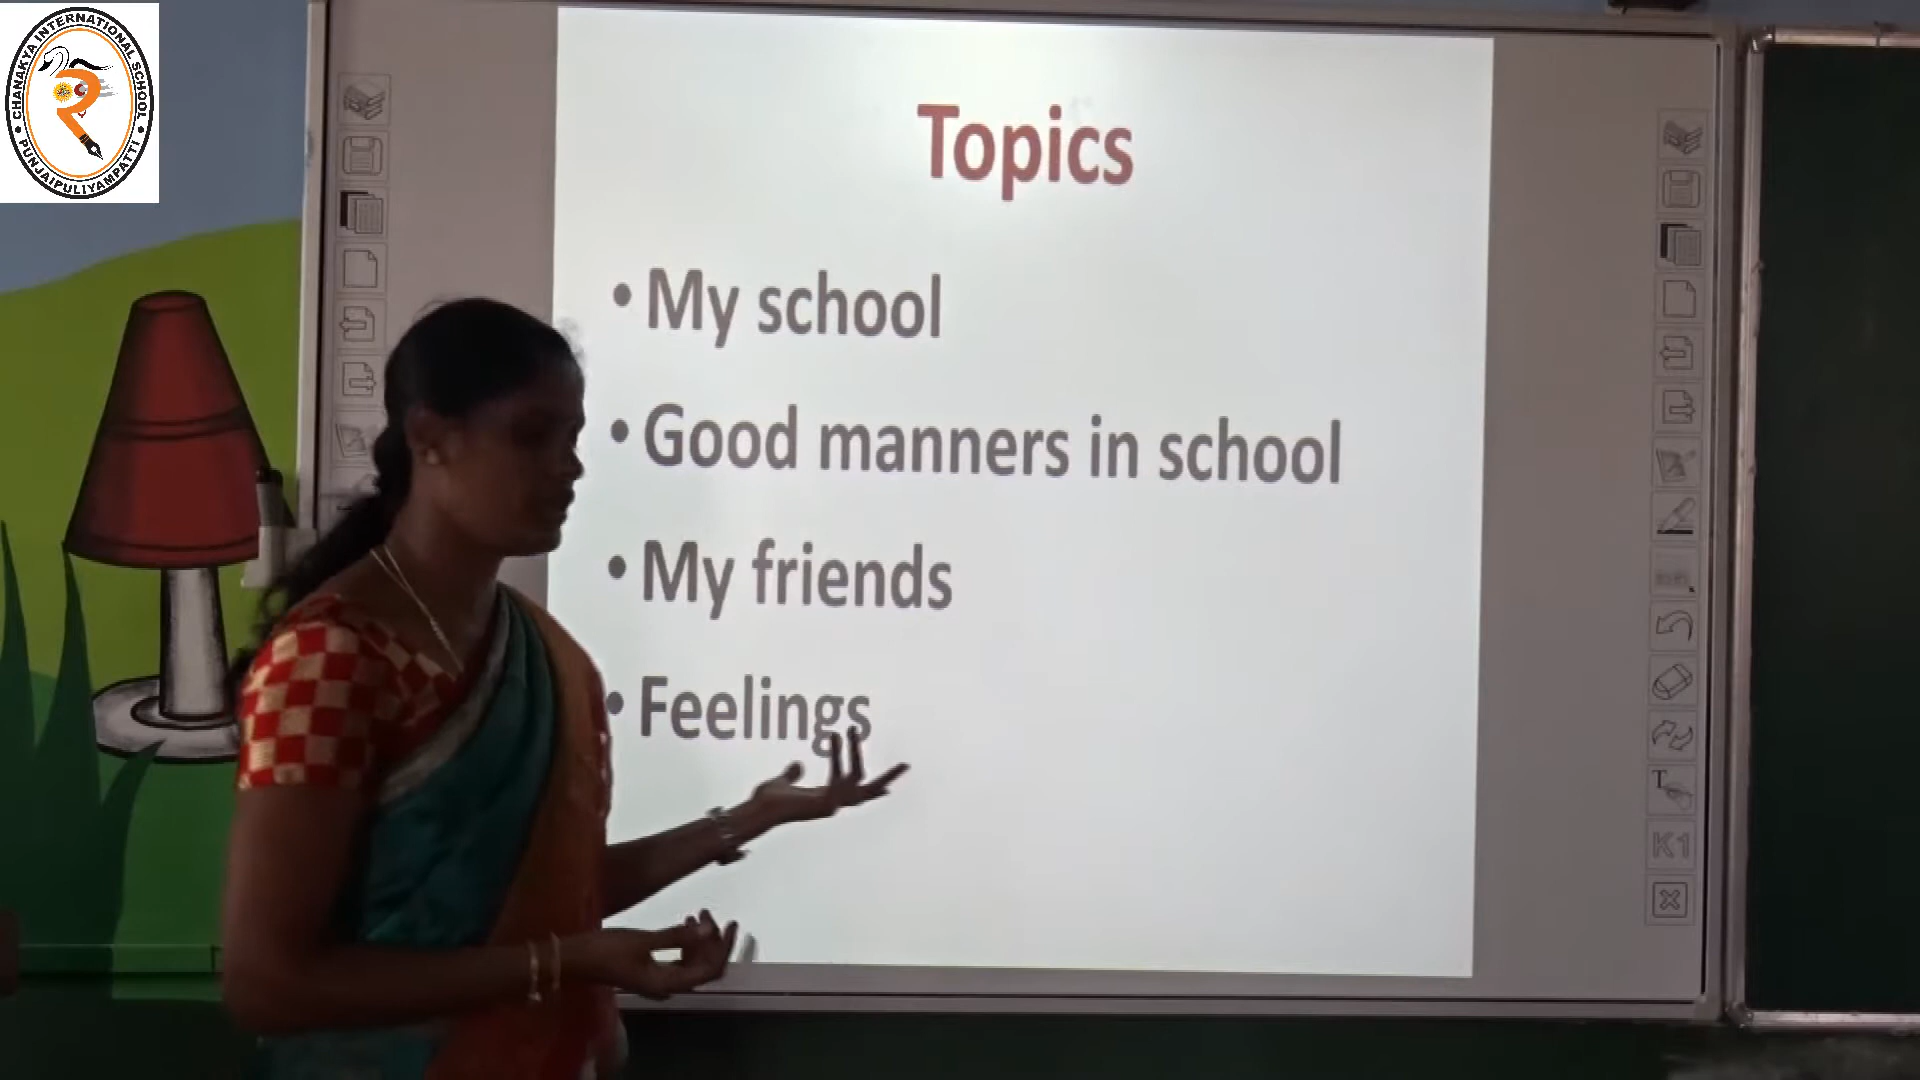 CHANAKYA INTERNATIONAL SCHOOL
• PUNJAIPULIYAMPATTI •
Topics
• My school
• Good manners in school
• My friends
• Feelings
T
K1